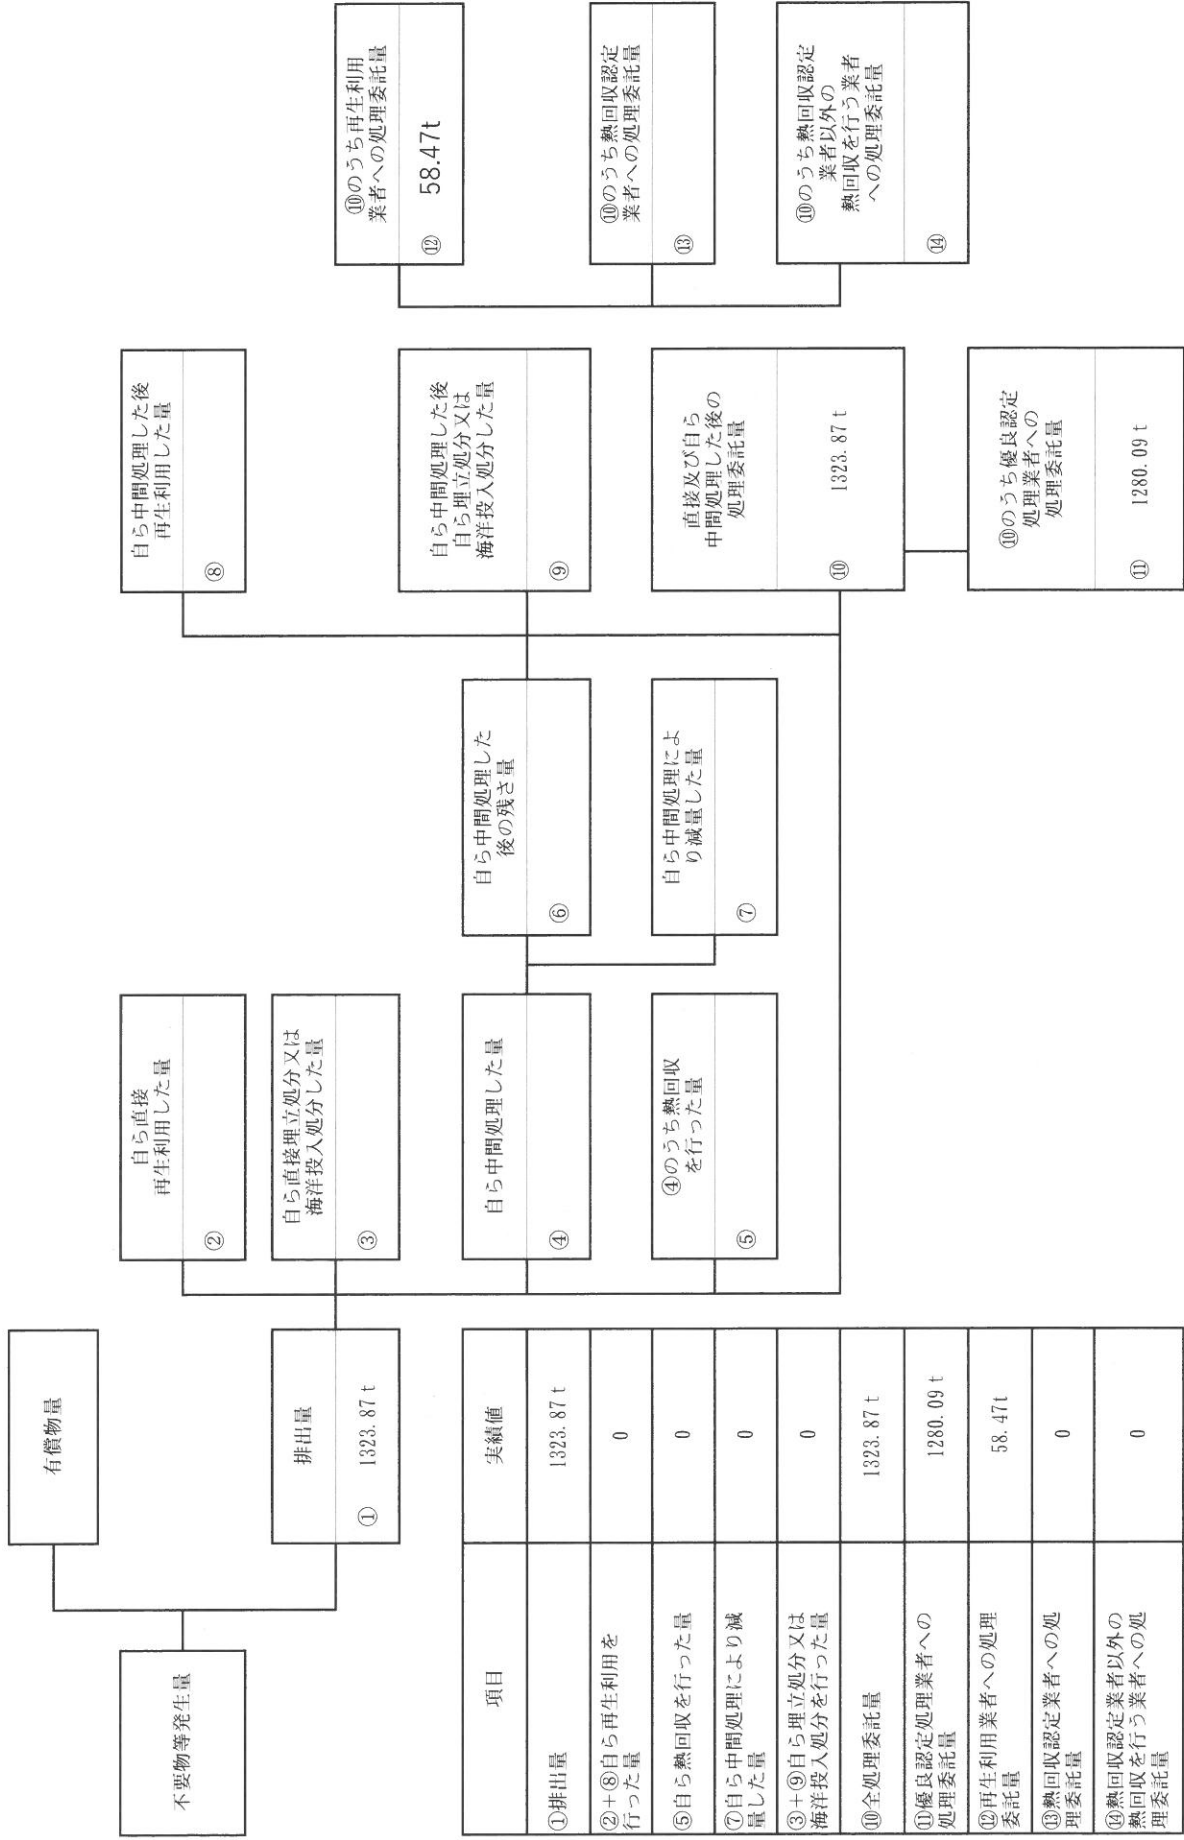 不要物等発生量
有償物量
排出量
① 1323.87t
自ら直接
再生利用した量
②
自ら直接埋立処分又は
海洋投入処分した量
③
自ら中間処理した量
④
④のうち熱回収
を行った量
⑤
自ら中間処理した
後の残さ量
⑥
自ら中間処理によ
り減量した量
⑦
自ら中間処理した後
再生利用した量
⑧
自ら中間処理した後
自ら埋立処分又は
海洋投入処分した量
⑨
直接及び自ら
中間処理した後の
処理委託量
⑩ 1323.87t
⑩のうち優良認定
処理業者への
処理委託量
⑪ 1280.09t
⑩のうち再生利用
業者への処理委託量
⑫ 58.47t
⑩のうち熱回収認定
業者への処理委託量
⑬
⑩のうち熱回収認定
業者以外の
熱回収を行う業者
への処理委託量
⑭
項目 実績値
①排出量 1323.87t
②+⑧自ら再生利用を
行った量 0
⑤自ら熱回収を行った量 0
⑦自ら中間処理により減
量した量 0
③+⑨自ら埋立処分又は
海洋投入処分を行った量 0
⑩全処理委託量 1323.87t
⑪優良認定処理業者への
処理委託量 1280.09t
⑫再生利用業者への処理
委託量 58.47t
⑬熱回収認定業者への処
理委託量 0
⑭熱回収認定業者以外の
熱回収を行う業者への処
理委託量 0